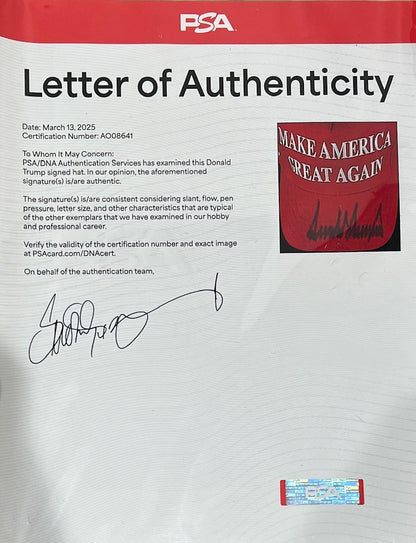 PSA
Letter of Authenticity
Date: March 13, 2025
Certification Number: AO08641
To Whom It May Concern:
PSA/DNA Authentication Services has examined this Donald
Trump signed hat. In our opinion, the aforementioned
signature(s) is/are authentic.
The signature(s) is/are consistent considering slant, flow, pen
pressure, letter size, and other characteristics that are typical
of the other exemplars that we have examined in our hobby
and professional career.
Verify the validity of the certification number and exact image
at PSAcard.com/DNAcert.
On behalf of the authentication team,
MAKE AMERICA
GREAT AGAIN